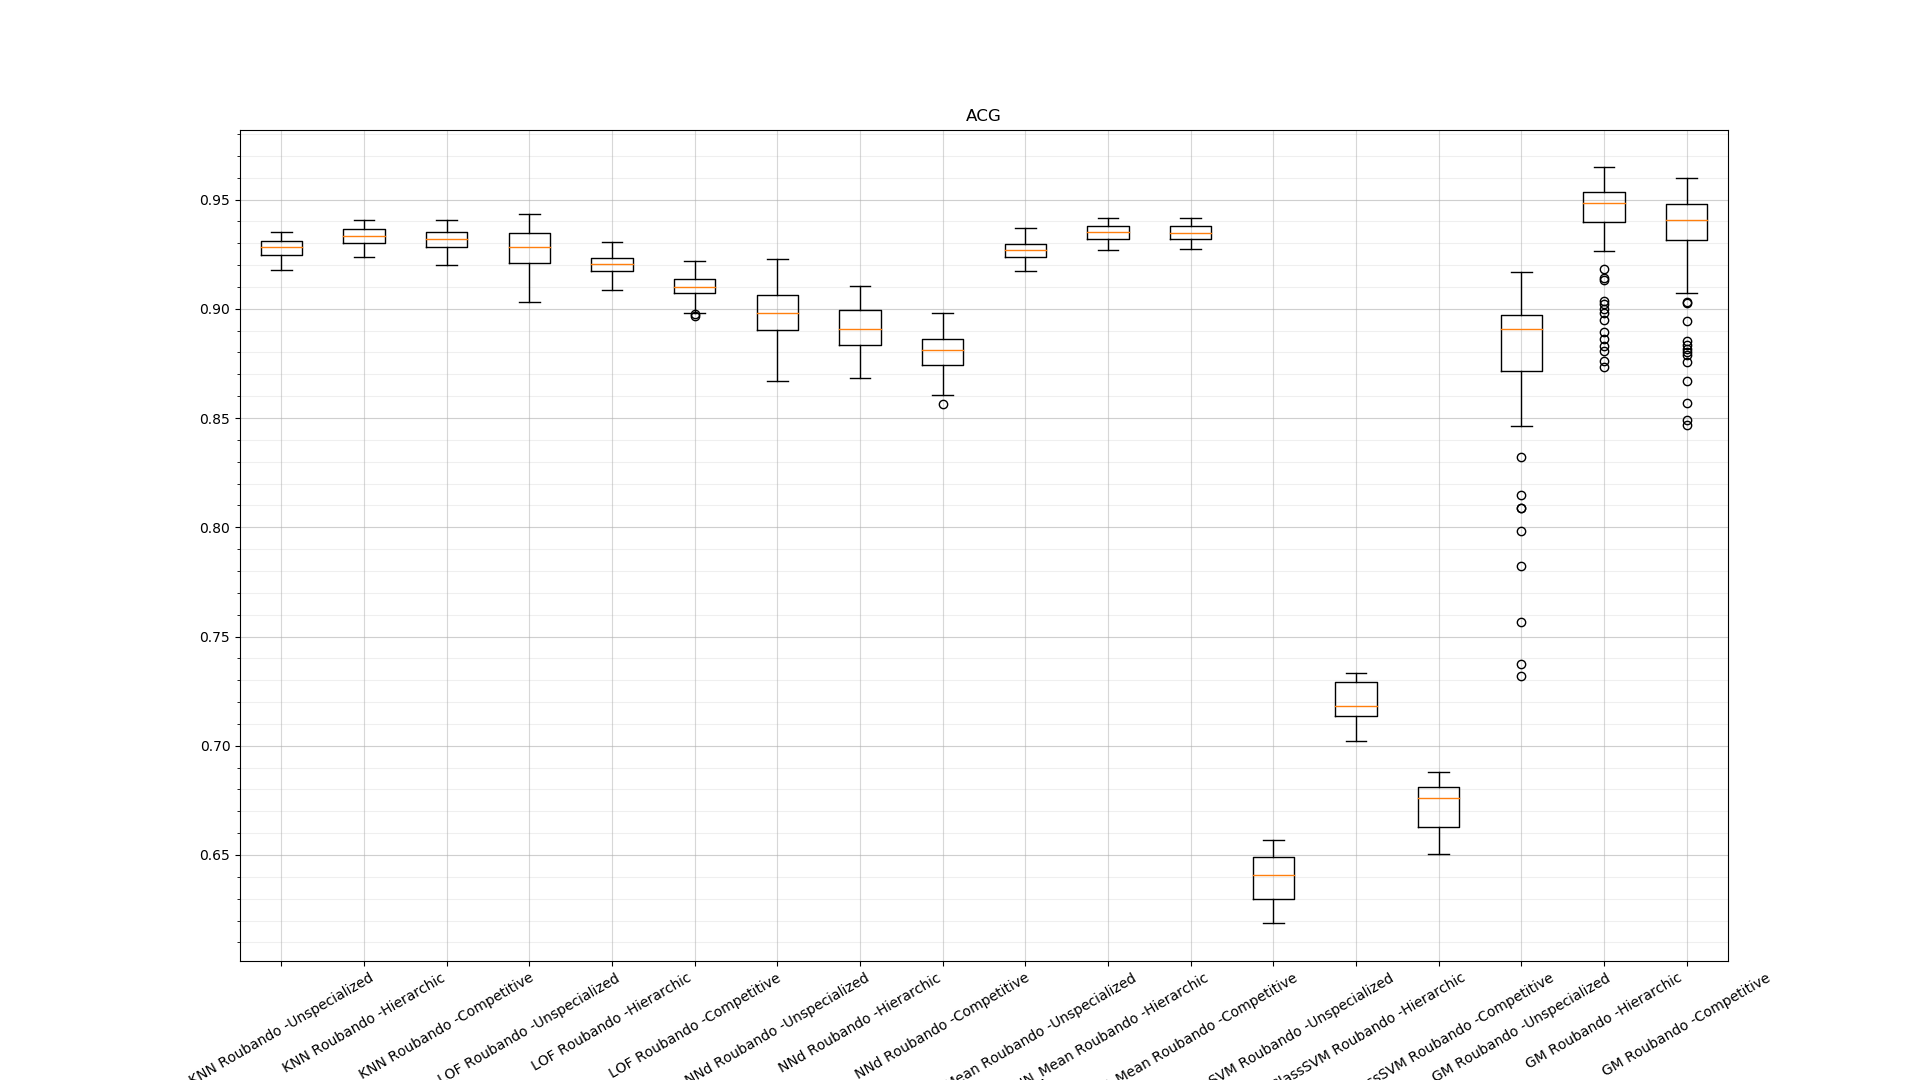 ACG
0.95
0.90
0.85
0.80
0.75
0.70
0.65
KNN Roubando -Unspecialized
KNN Roubando -Hierarchic
KNN Roubando -Competitive
LOF Roubando -Unspecialized
LOF Roubando -Hierarchic
LOF Roubando -Competitive
NNd Roubando -Unspecialized
NNd Roubando -Hierarchic
NNd Roubando -Competitive
Mean Roubando -Unspecialized
N_Mean Roubando -Hierarchic
Mean Roubando -Competitive
SVM Roubando -Unspecialized
lassSVM Roubando -Hierarchic
sSVM Roubando -Competitive
GM Roubando -Unspecialized
GM Roubando -Hierarchic
GM Roubando -Competitive